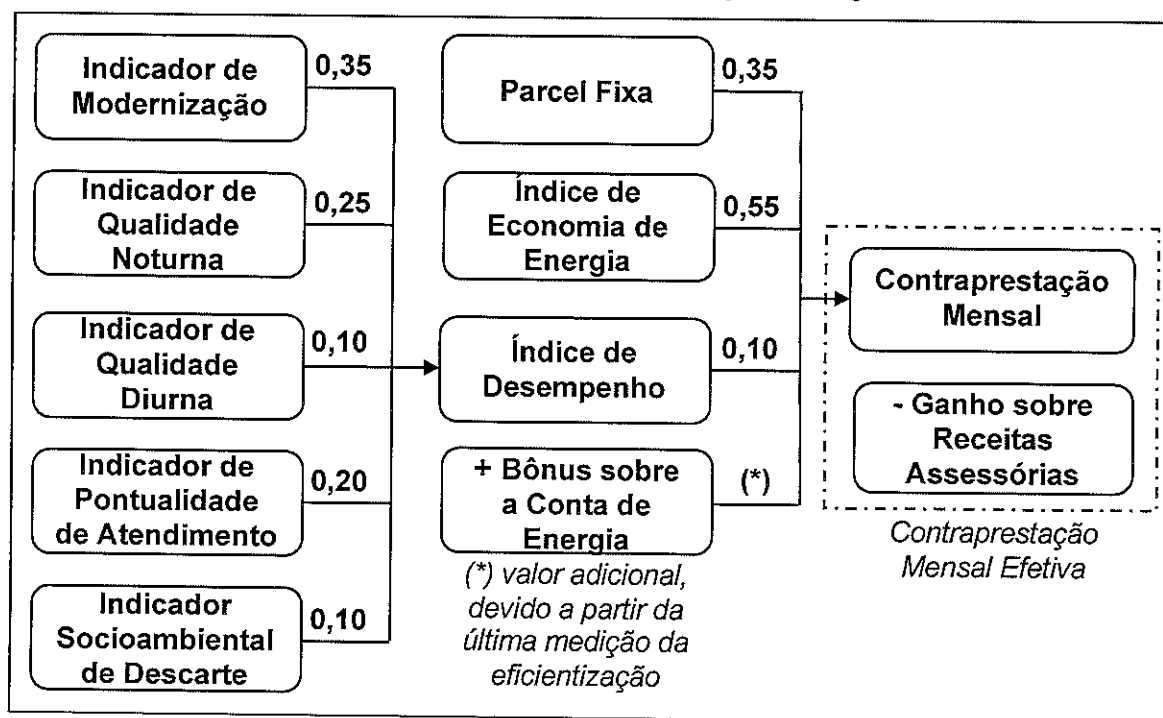 Indicador de
Modernização
0,35
Indicador de
Qualidade
Noturna
0,25
Indicador de
Qualidade
Diurna
0,10
Indicador de
Pontualidade
de Atendimento
0,20
Indicador
Socioambiental
de Descarte
0,10
Parcel Fixa
0,35
Índice de
Economia de
Energia
0,55
Índice de
Desempenho
0,10
+ Bônus sobre
a Conta de
Energia
(*)
(*) valor adicional,
devido a partir da
última medição da
eficientização
Contraprestação
Mensal
- Ganho sobre
Receitas
Assessórias
Contraprestação
Mensal Efetiva